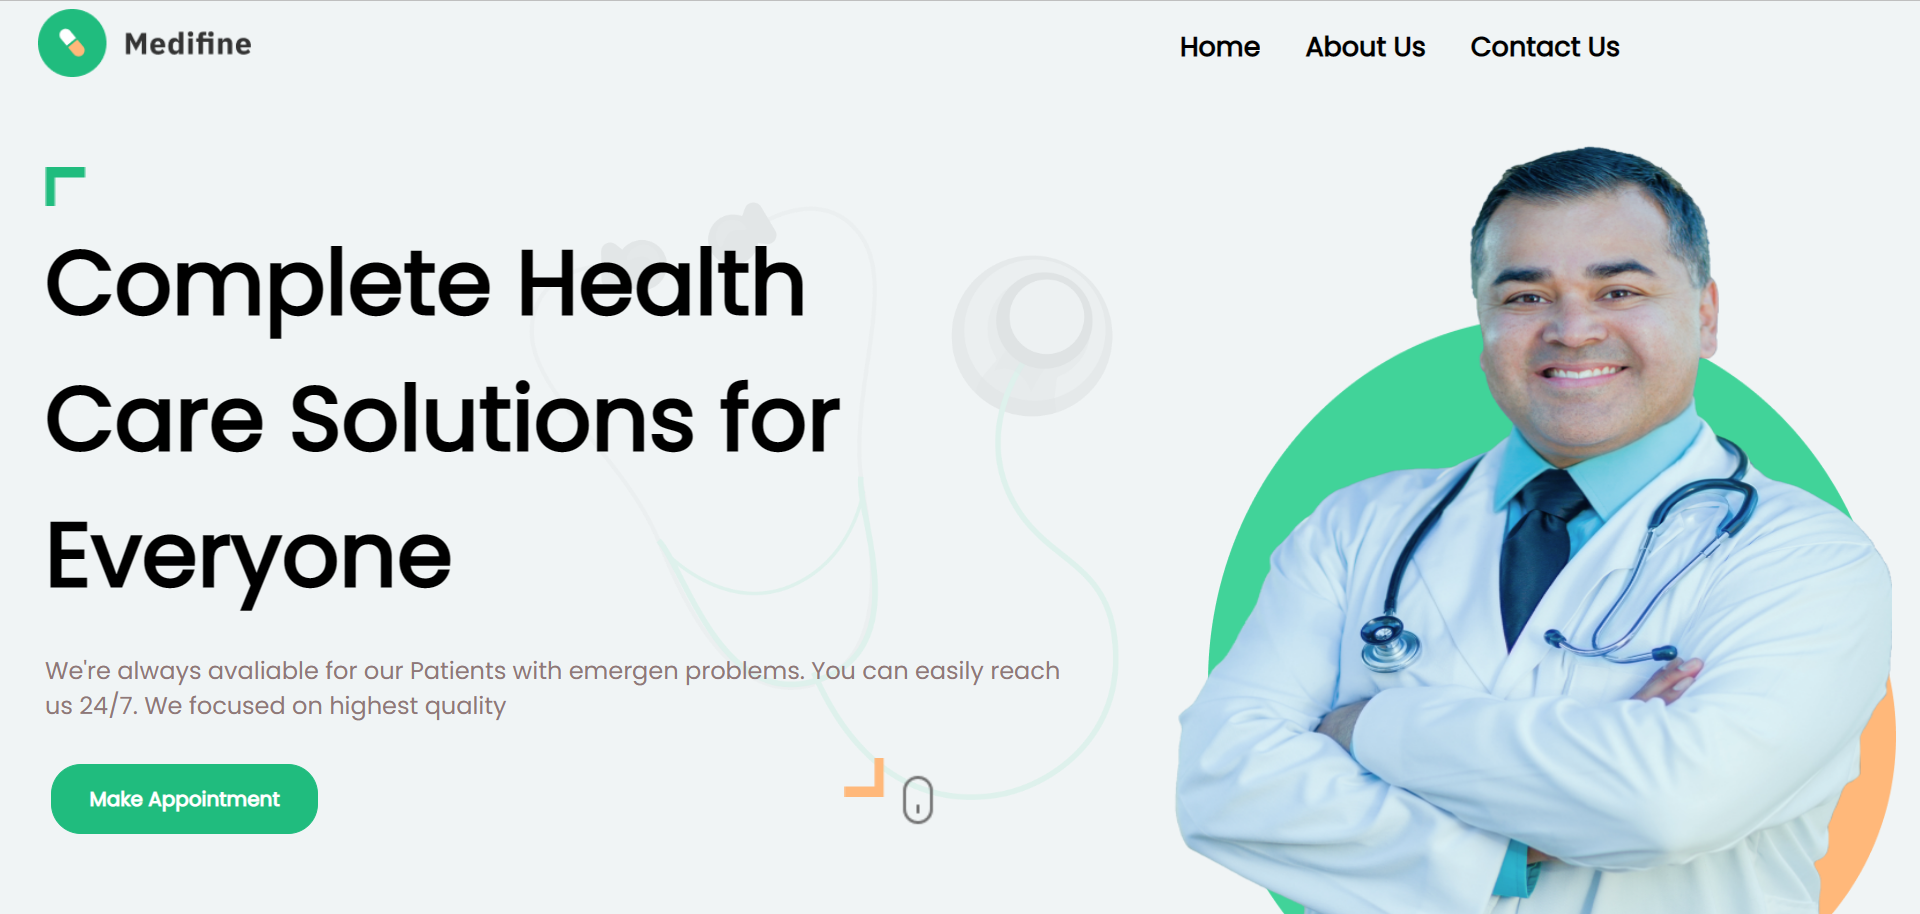 Medifine
Home About Us Contact Us
Complete Health
Care Solutions for
Everyone
We're always avaliable for our Patients with emergen problems. You can easily reach
us 24/7. We focused on highest quality
Make Appointment